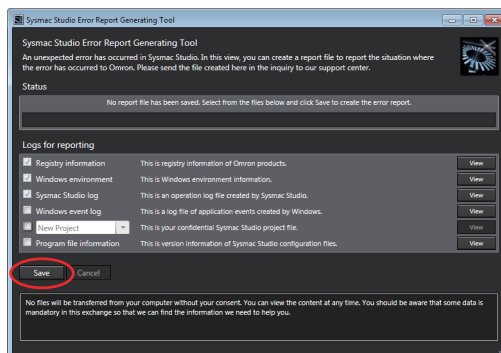 Sysmac Studio Error Report Generating Tool
Sysmac Studio Error Report Generating Tool
An unexpected error has occurred in Sysmac Studio. In this view, you can create a report file to report the situation where
the error has occurred to Omron. Please send the file created here in the inquiry to our support center.
Status
No report file has been saved. Select from the files below and click Save to create the error report.
Logs for reporting
Registry information This is registry information of Omron products. View
Windows environment This is Windows environment information. View
Sysmac Studio log This is an operation log file created by Sysmac Studio. View
Windows event log This is a log file of application events created by Windows. View
New Project This is your confidential Sysmac Studio project file. View
Program file information This is version information of Sysmac Studio configuration files. View
Save Cancel
No files will be transferred from your computer without your consent. You can view the content at any time. You should be aware that some data is
mandatory in this exchange so that we can find the information we need to help you.